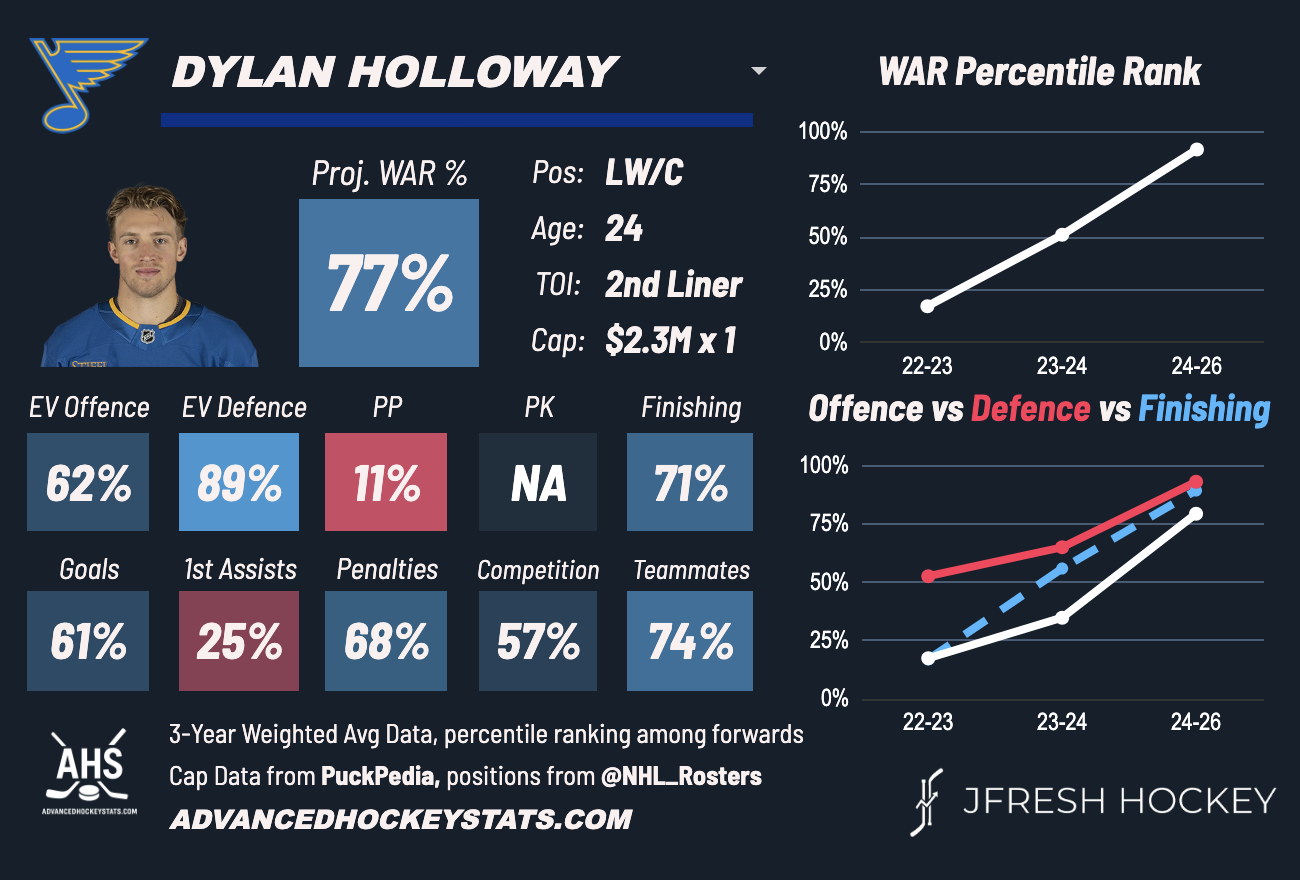 DYLAN HOLLOWAY
Proj. WAR %
77%
Pos: LW/C
Age: 24
TOI: 2nd Liner
Cap: $2.3M x 1
STIFEL
EV Offence EV Defence PP PK Finishing
62% 89% 11% NA 71%
Goals 1st Assists Penalties Competition Teammates
61% 25% 68% 57% 74%
AHS
ADVANCEDHOCKEYSTATS.COM
3-Year Weighted Avg Data, percentile ranking among forwards
Cap Data from PuckPedia, positions from @NHL_Rosters
ADVANCEDHOCKEYSTATS.COM
WAR Percentile Rank
100%
75%
50%
25%
0%
22-23 23-24 24-26
Offence vs Defence vs Finishing
100%
75%
50%
25%
0%
22-23 23-24 24-26
JFRESH HOCKEY